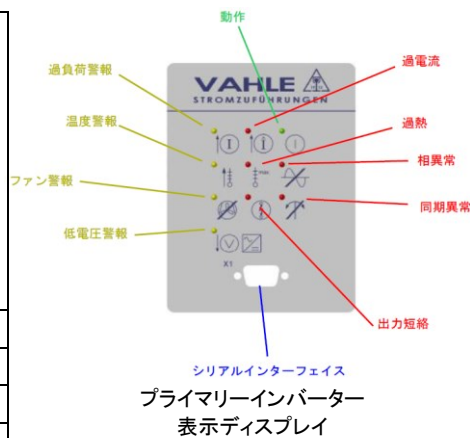 動作
過負荷警報
過電流
VAHLE
STROMZUFÜHRUNGEN
温度警報
過熱
相異常
ファン警報
同期異常
低電圧警報
X1
出力短絡
シリアルインターフェイス
プライマリーインバーター
表示ディスプレイ